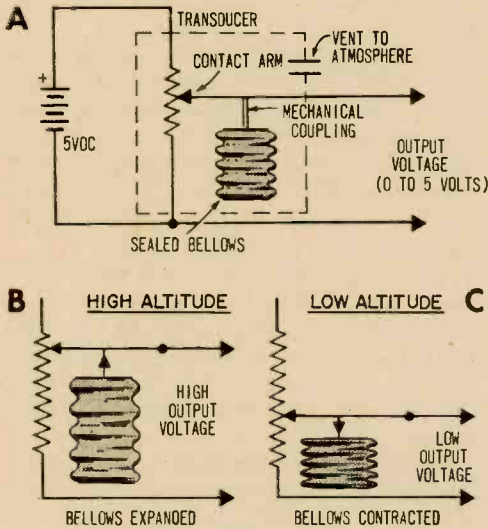 A
TRANSDUCER
VENT TO
ATMOSPHERE
CONTACT ARM
+
MECHANICAL
COUPLING
5VDC
OUTPUT
VOLTAGE
(0 TO 5 VOLTS)
SEALED BELLOWS
B
HIGH ALTITUDE
LOW ALTITUDE
C
HIGH
OUTPUT
VOLTAGE
LOW
OUTPUT
VOLTAGE
BELLOWS EXPANDED
BELLOWS CONTRACTED